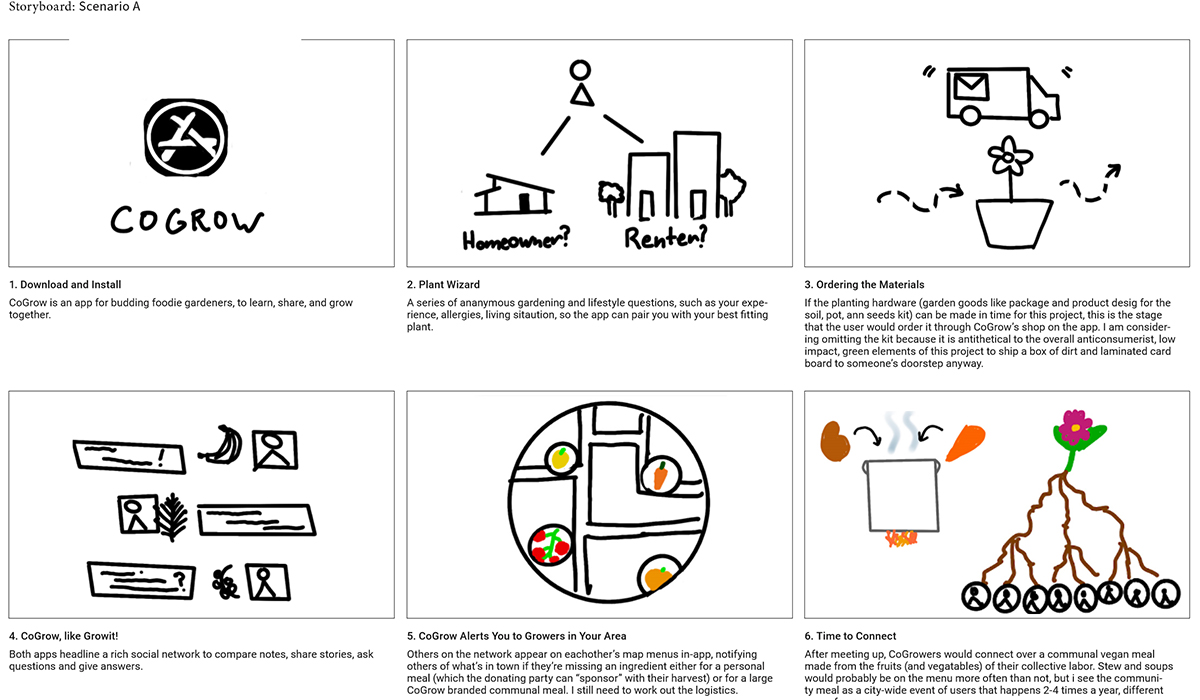 Storyboard: Scenario A
COGROW
Homeowner?
Renter?
1. Download and Install
CoGrow is an app for budding foodie gardeners, to learn, share, and grow
together.
2. Plant Wizard
A series of ananymous gardening and lifestyle questions, such as your expe-
rience, allergies, living sitaution, so the app can pair you with your best fitting
plant.
3. Ordering the Materials
If the planting hardware (garden goods like package and product desig for the
soil, pot, ann seeds kit) can be made in time for this project, this is the stage
that the user would order it through CoGrow's shop on the app. I am consider-
ing omitting the kit because it is antithetical to the overall anticonsumerist, low
impact, green elements of this project to ship a box of dirt and laminated card
board to someone's doorstep anyway.
!
?
4. CoGrow, like Growit!
Both apps headline a rich social network to compare notes, share stories, ask
questions and give answers.
5. CoGrow Alerts You to Growers in Your Area
Others on the network appear on eachother's map menus in-app, notifying
others of what's in town if they're missing an ingredient either for a personal
meal (which the donating party can "sponsor" with their harvest) or for a large
CoGrow branded communal meal. I still need to work out the logistics.
6. Time to Connect
After meeting up, CoGrowers would connect over a communal vegan meal
made from the fruits (and vegatables) of their collective labor. Stew and soups
would probably be on the menu more often than not, but i see the communi-
ty meal as a city-wide event of users that happens 2-4 times a year, different